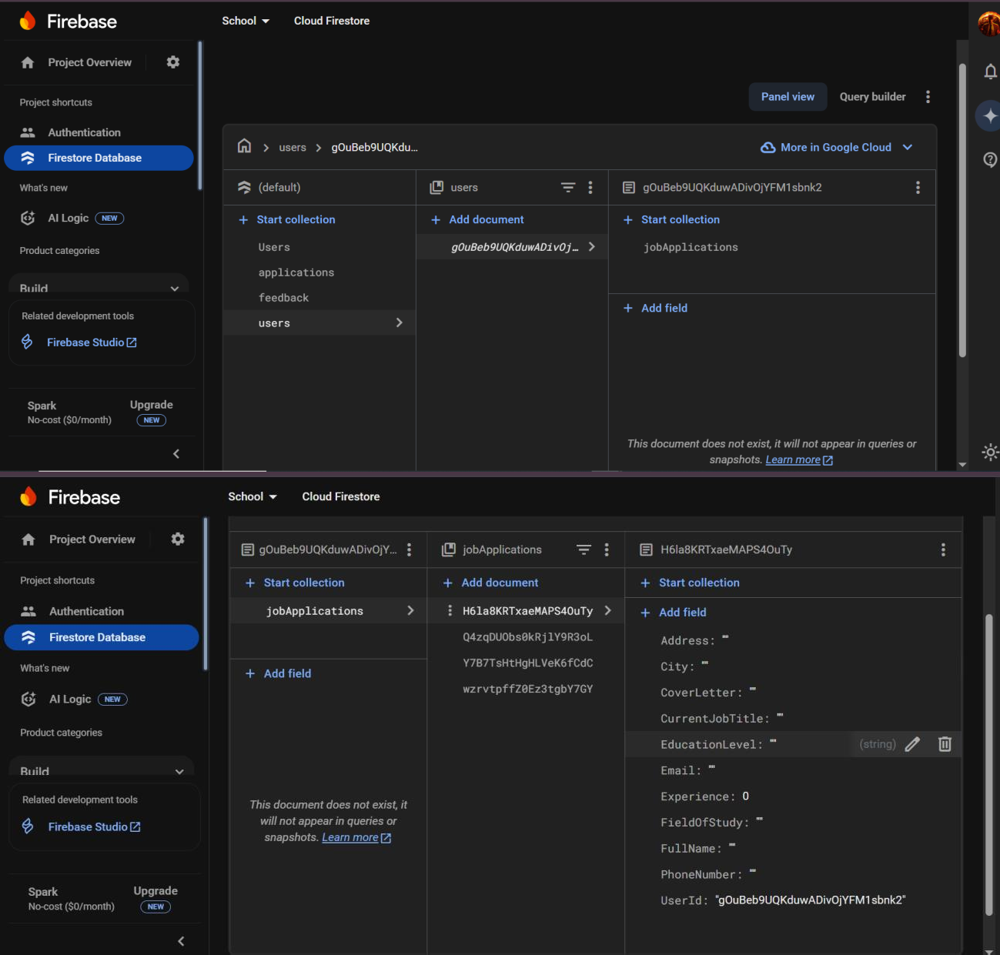 Firebase
School
Cloud Firestore
Project Overview
Project shortcuts
Authentication
Firestore Database
What's new
AI Logic NEW
Product categories
Build
Related development tools
Firebase Studio
Spark
No-cost ($0/month)
Upgrade
NEW
Panel view
Query builder
users
gOuBeb9UQKdu...
More in Google Cloud
(default)
Start collection
Users
applications
feedback
users
users
Add document
gOuBeb9UQKduwADivOj...
gOuBeb9UQKduwADivOjYFM1sbnk2
Start collection
jobApplications
Add field
This document does not exist, it will not appear in queries or
snapshots. Learn more
Firebase
School
Cloud Firestore
Project Overview
Project shortcuts
Authentication
Firestore Database
What's new
AI Logic NEW
Product categories
Build
Related development tools
Firebase Studio
Spark
No-cost ($0/month)
Upgrade
NEW
gOuBeb9UQKduwADivOjY...
Start collection
jobApplications
Add field
This document does not exist, it
will not appear in queries or
snapshots. Learn more
jobApplications
Add document
H6la8KRTxaeMAPS4OuTy
Q4zqDUObs0kRjlY9R3oL
Y7B7TsHtHgHLVeK6fCdC
wzrvtpffZ0Ez3tgbY7GY
H6la8KRTxaeMAPS4OuTy
Start collection
Add field
Address: ""
City: ""
CoverLetter: ""
CurrentJobTitle: ""
EducationLevel: "" (string)
Email: ""
Experience: 0
FieldOfStudy: ""
FullName: ""
PhoneNumber: ""
UserId: "gOuBeb9UQKduwADivOjYFM1sbnk2"